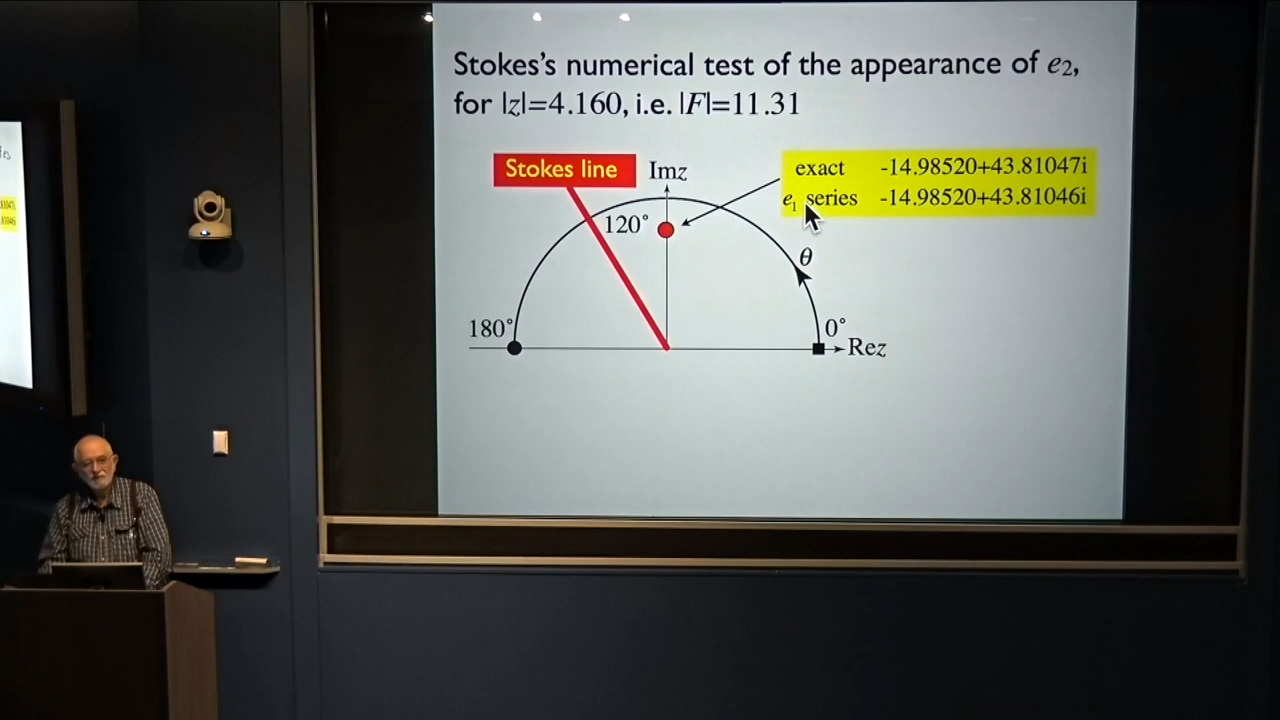 Stokes's numerical test of the appearance of e₂,
for |z|=4.160, i.e. |F|=11.31
Stokes line
Imz
exact -14.98520+43.81047i
e₁ series -14.98520+43.81046i
120°
θ
180°
0°
Rez